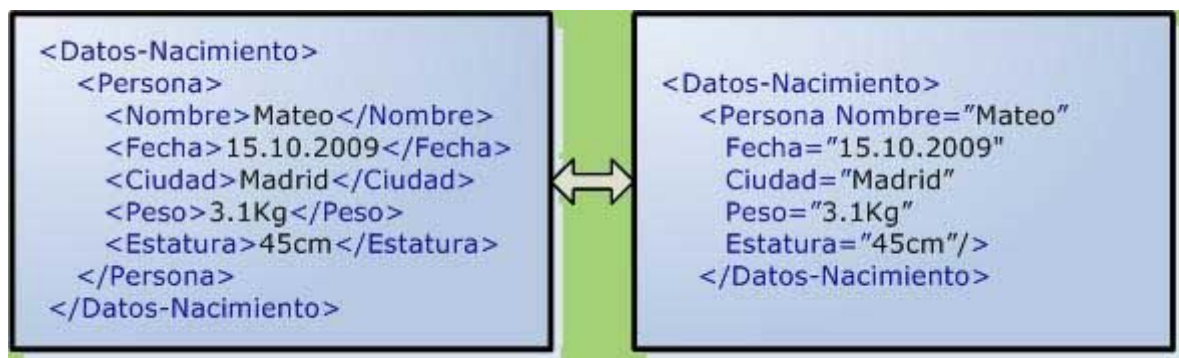 <Datos-Nacimiento>
<Persona>
<Nombre>Mateo</Nombre>
<Fecha>15.10.2009</Fecha>
<Ciudad>Madrid</Ciudad>
<Peso>3.1Kg</Peso>
<Estatura>45cm</Estatura>
</Persona>
</Datos-Nacimiento>
<Datos-Nacimiento>
<Persona Nombre="Mateo"
Fecha="15.10.2009"
Ciudad="Madrid"
Peso="3.1Kg"
Estatura="45cm"/>
</Datos-Nacimiento>